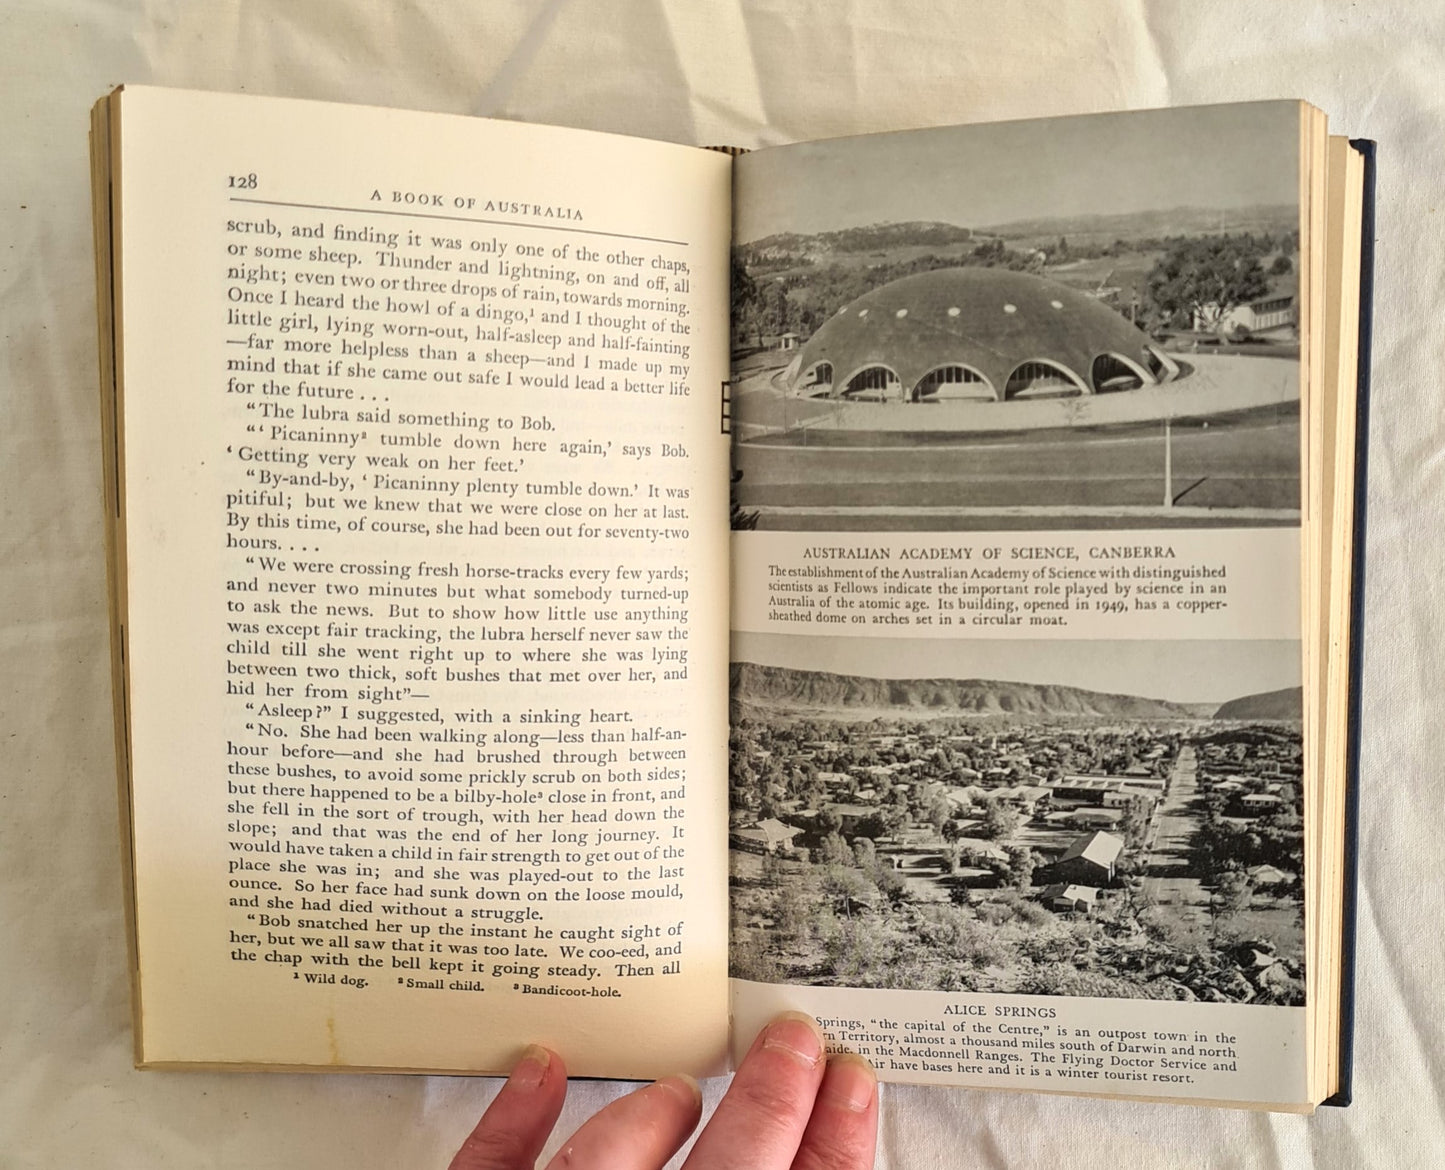 128
A BOOK OF AUSTRALIA
scrub, and finding it was only one of the other chaps,
or some sheep. Thunder and lightning, on and off, all
night; even two or three drops of rain, towards morning.
Once I heard the howl of a dingo,¹ and I thought of the
little girl, lying worn-out, half-asleep and half-fainting
—far more helpless than a sheep—and I made up my
mind that if she came out safe I would lead a better life
for the future . . .
“The lubra said something to Bob.
“‘ Picaninny² tumble down here again,’ says Bob.
‘ Getting very weak on her feet.’
“By-and-by, ‘ Picaninny plenty tumble down.’ It was
pitiful; but we knew that we were close on her at last.
By this time, of course, she had been out for seventy-two
hours. . . .
“We were crossing fresh horse-tracks every few yards;
and never two minutes but what somebody turned-up
to ask the news. But to show how little use anything
was except fair tracking, the lubra herself never saw the
child till she went right up to where she was lying
between two thick, soft bushes that met over her, and
hid her from sight”—
“Asleep?” I suggested, with a sinking heart.
“No. She had been walking along—less than half-an-
hour before—and she had brushed through between
these bushes, to avoid some prickly scrub on both sides;
but there happened to be a bilby-hole³ close in front, and
she fell in the sort of trough, with her head down the
slope; and that was the end of her long journey. It
would have taken a child in fair strength to get out of the
place she was in; and she was played-out to the last
ounce. So her face had sunk down on the loose mould,
and she had died without a struggle.
“Bob snatched her up the instant he caught sight of
her, but we all saw that it was too late. We coo-eed, and
the chap with the bell kept it going steady. Then all
¹ Wild dog. ² Small child. ³ Bandicoot-hole.
AUSTRALIAN ACADEMY OF SCIENCE, CANBERRA
The establishment of the Australian Academy of Science with distinguished
scientists as Fellows indicate the important role played by science in an
Australia of the atomic age. Its building, opened in 1949, has a copper-
sheathed dome on arches set in a circular moat.
ALICE SPRINGS
Springs, “the capital of the Centre,” is an outpost town in the
rn Territory, almost a thousand miles south of Darwin and north
aide, in the Macdonnell Ranges. The Flying Doctor Service and
Air have bases here and it is a winter tourist resort.